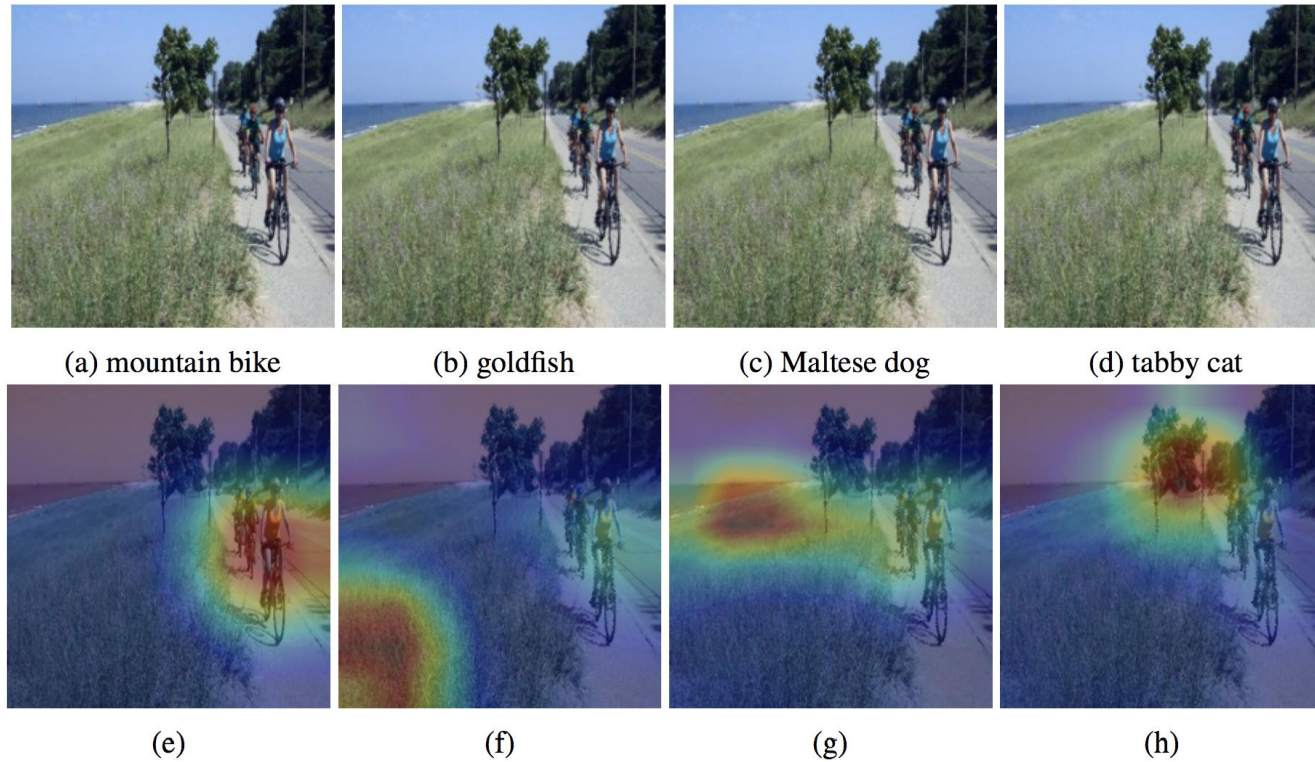 (a) mountain bike
(b) goldfish
(c) Maltese dog
(d) tabby cat
(e)
(f)
(g)
(h)